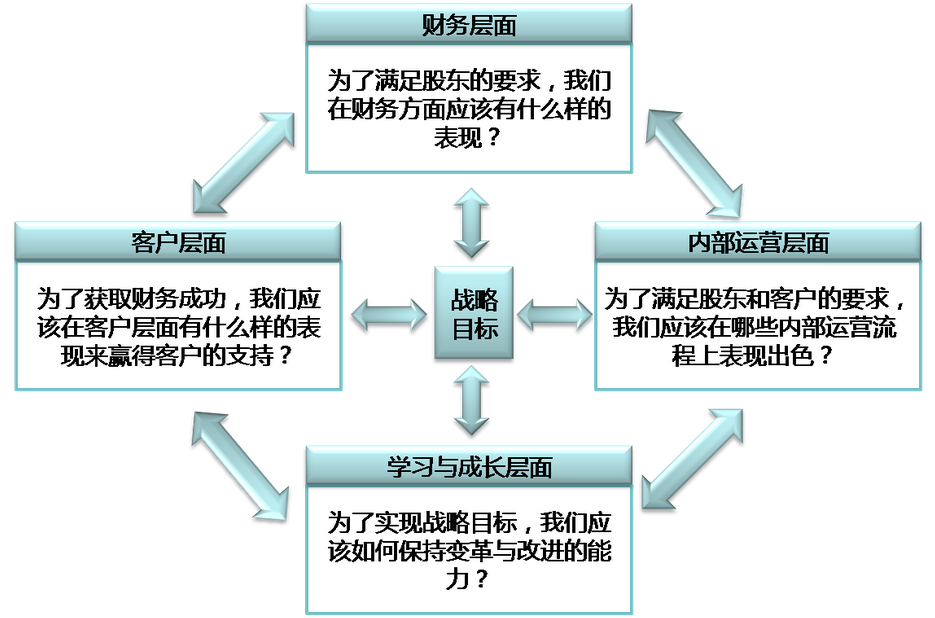 财务层面
为了满足股东的要求，我们
在财务方面应该有什么样的
表现？
客户层面
为了获取财务成功，我们应
该在客户层面有什么样的表
现来赢得客户的支持？
战略
目标
内部运营层面
为了满足股东和客户的要求，
我们应该在哪些内部运营流
程上表现出色？
学习与成长层面
为了实现战略目标，我们应
该如何保持变革与改进的能
力？